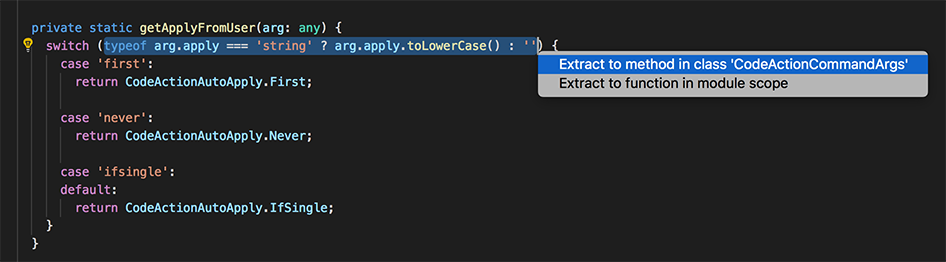 private static getApplyFromUser(arg: any) {
switch (typeof arg.apply === 'string' ? arg.apply.toLowerCase() : '') {
Extract to method in class 'CodeActionCommandArgs'
case 'first':
Extract to function in module scope
return CodeActionAutoApply.First;
case 'never':
return CodeActionAutoApply.Never;
case 'ifsingle':
default:
return CodeActionAutoApply.IfSingle;
}
}